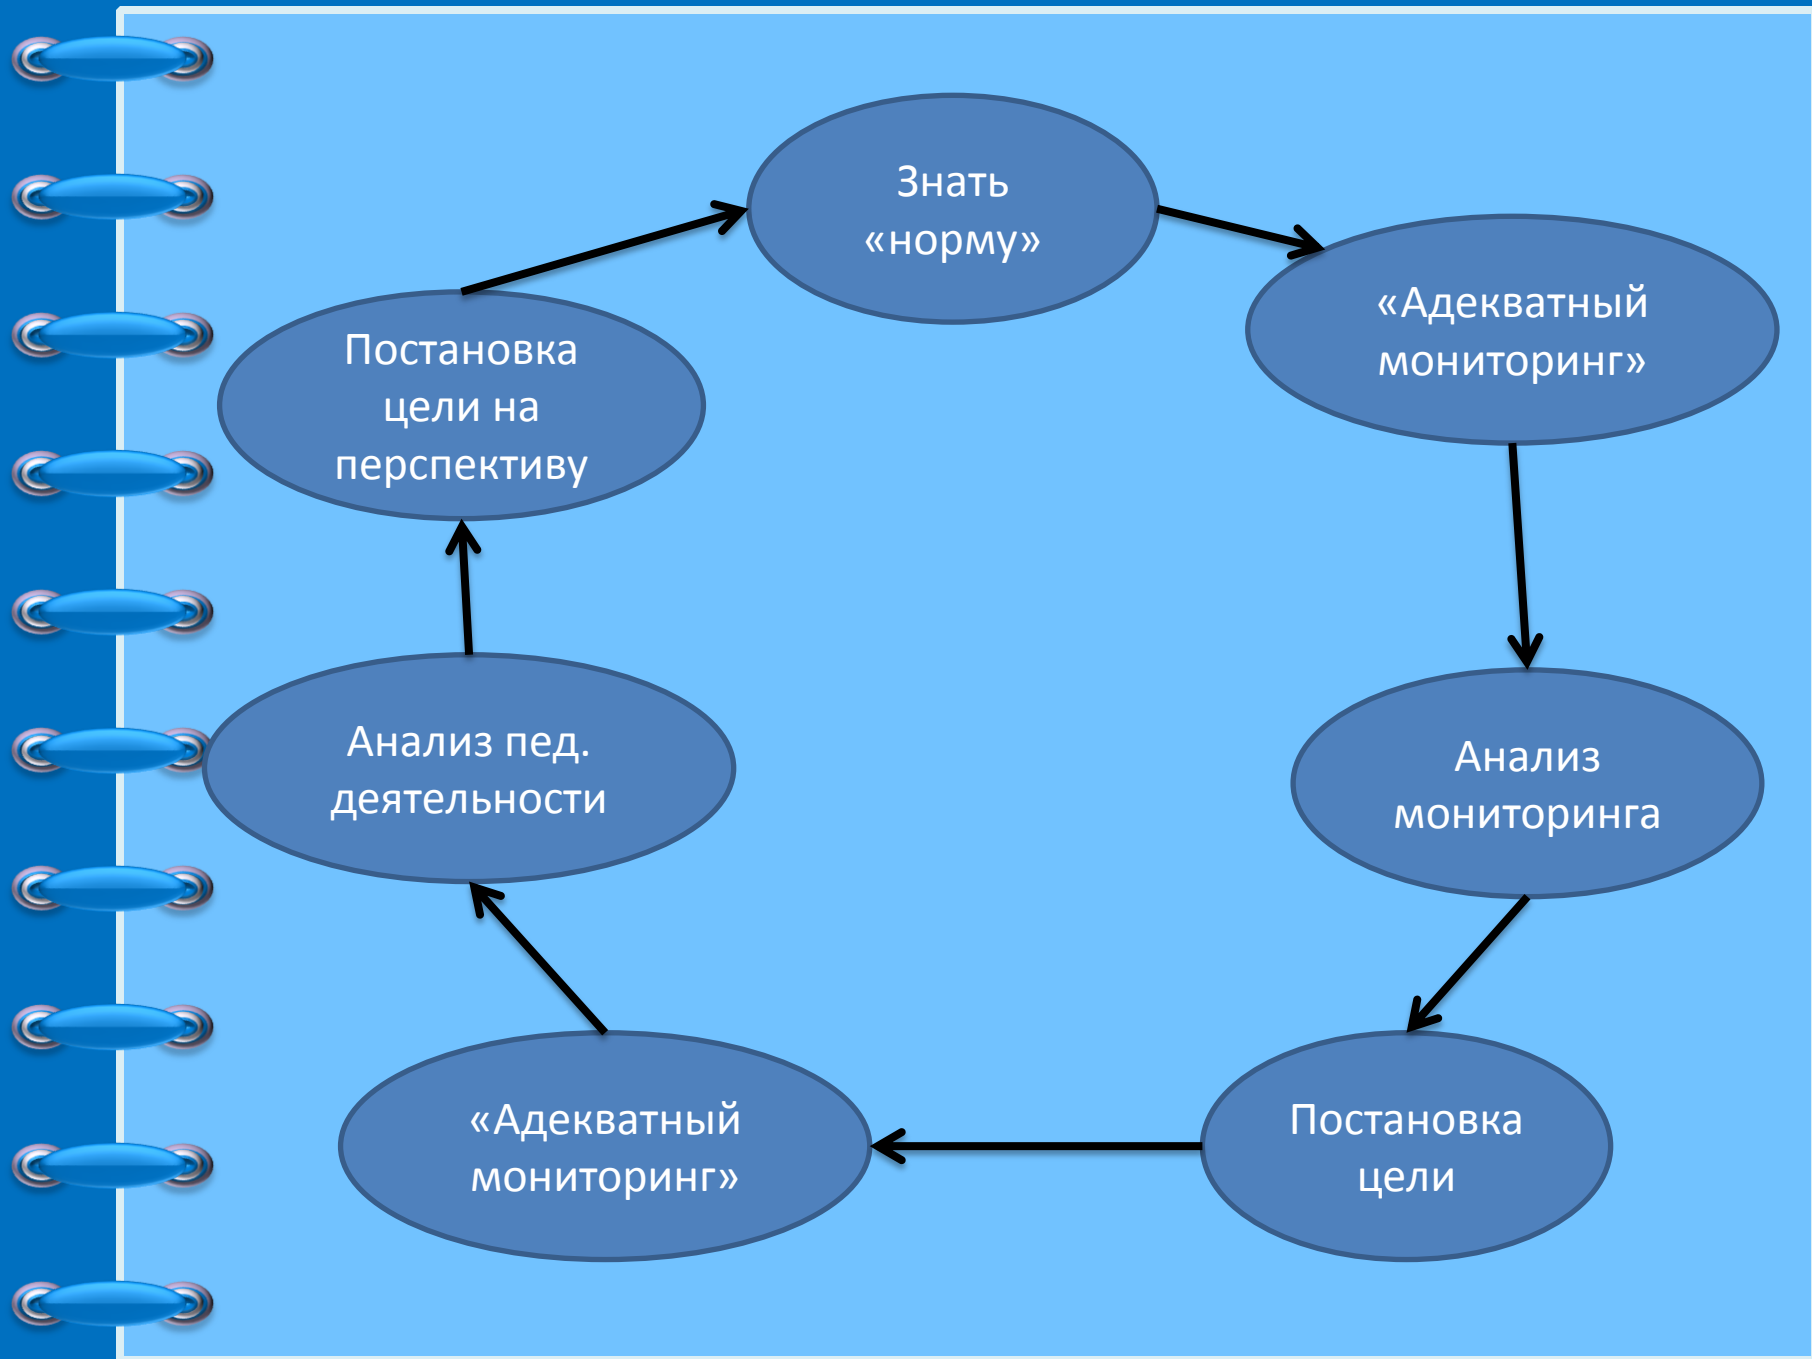 Знать
«норму»
«Адекватный
мониторинг»
Анализ
мониторинга
Постановка
цели
«Адекватный
мониторинг»
Анализ пед.
деятельности
Постановка
цели на
перспективу